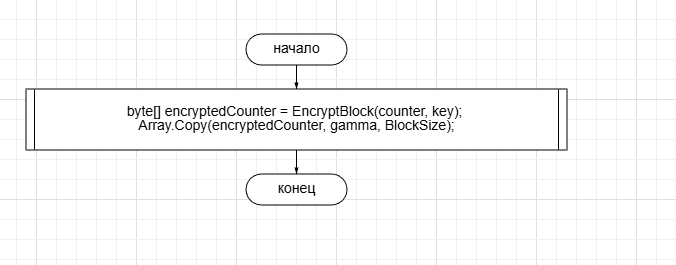 начало
byte[] encryptedCounter = EncryptBlock(counter, key);
Array.Copy(encryptedCounter, gamma, BlockSize);
конец